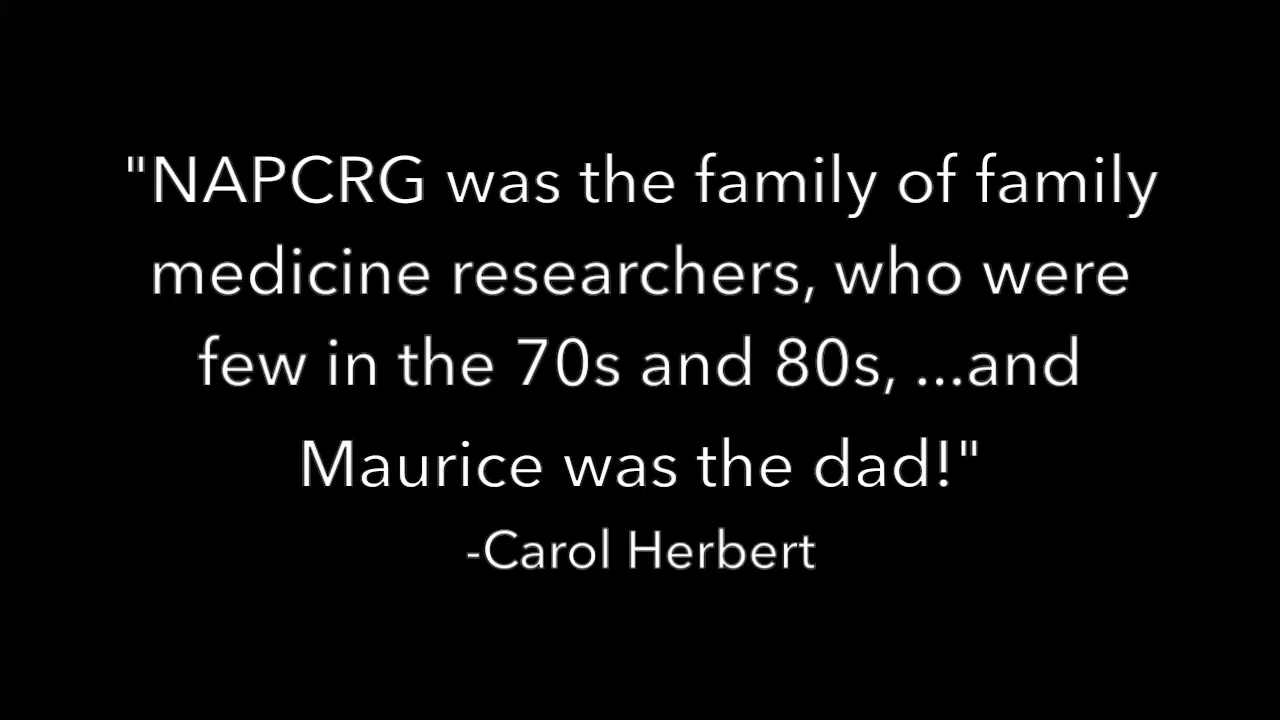 "NAPCRG was the family of family
medicine researchers, who were
few in the 70s and 80s, ...and
Maurice was the dad!"
-Carol Herbert